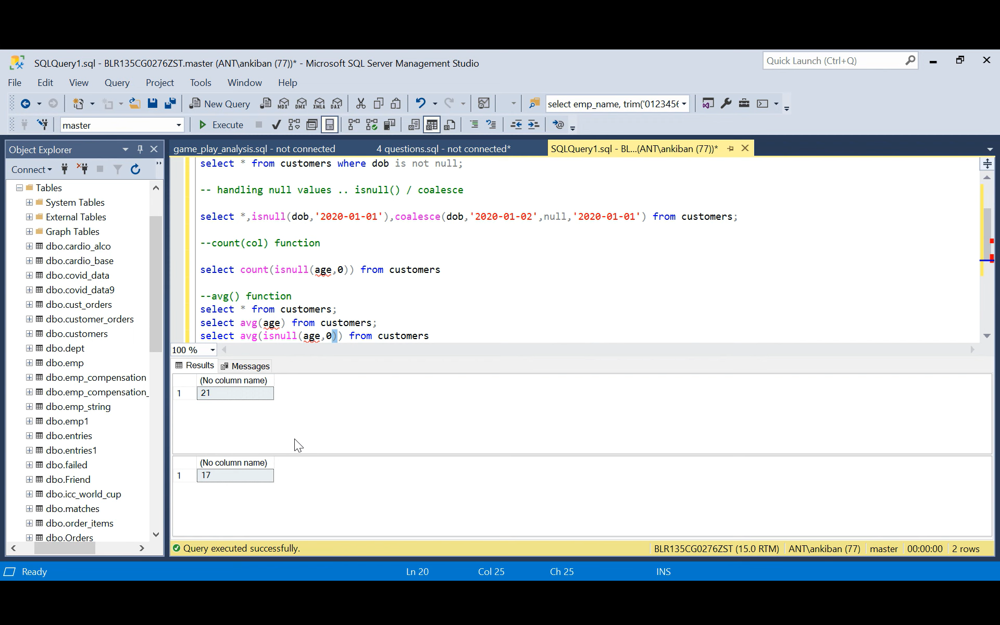 SQLQuery1.sql - BLR135CG0276ZST.master (ANT\ankiban (77))* - Microsoft SQL Server Management Studio
Quick Launch (Ctrl+Q)
File Edit View Query Project Tools Window Help
New Query MDX DMX XMLA DAX select emp_name, trim('0123456
master Execute
Object Explorer
game_play_analysis.sql - not connected 4 questions.sql - not connected* SQLQuery1.sql - BL...(ANT\ankiban (77))*
Connect
Tables
System Tables
External Tables
Graph Tables
dbo.cardio_alco
dbo.cardio_base
dbo.covid_data
dbo.covid_data9
dbo.cust_orders
dbo.customer_orders
dbo.customers
dbo.dept
dbo.emp
dbo.emp_compensation
dbo.emp_compensation_
dbo.emp_string
dbo.emp1
dbo.entries
dbo.entries1
dbo.failed
dbo.Friend
dbo.icc_world_cup
dbo.matches
dbo.order_items
dbo.Orders
select * from customers where dob is not null;
-- handling null values .. isnull() / coalesce
select *,isnull(dob,'2020-01-01'),coalesce(dob,'2020-01-02',null,'2020-01-01') from customers;
--count(col) function
select count(isnull(age,0)) from customers
--avg() function
select * from customers;
select avg(age) from customers;
select avg(isnull(age,0)) from customers
100 %
Results Messages
(No column name)
1 21
(No column name)
1 17
Query executed successfully. BLR135CG0276ZST (15.0 RTM) ANT\ankiban (77) master 00:00:00 2 rows
Ready Ln 20 Col 25 Ch 25 INS